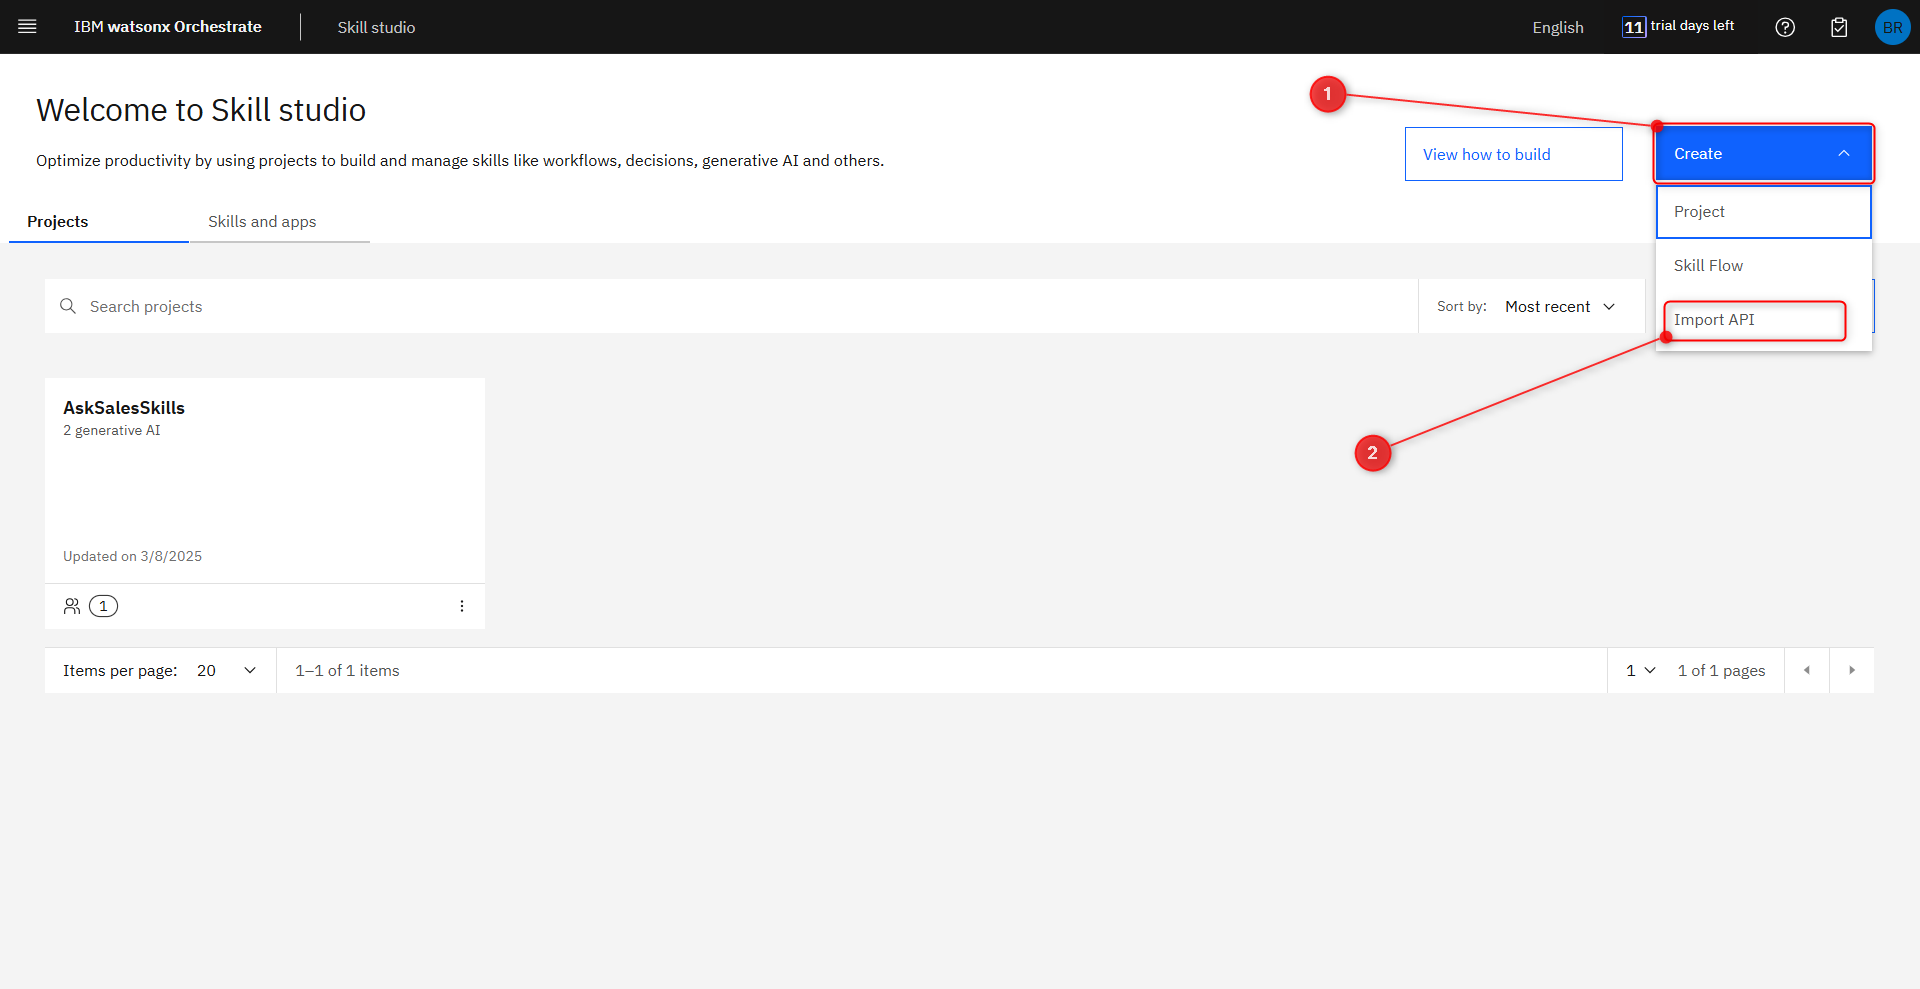 IBM watsonx Orchestrate
Skill studio
English
11 trial days left
BR
Welcome to Skill studio
Optimize productivity by using projects to build and manage skills like workflows, decisions, generative AI and others.
1
View how to build
Create
Project
Skill Flow
Import API
2
Projects
Skills and apps
Search projects
Sort by: Most recent
AskSalesSkills
2 generative AI
Updated on 3/8/2025
1
Items per page: 20
1–1 of 1 items
1
1 of 1 pages